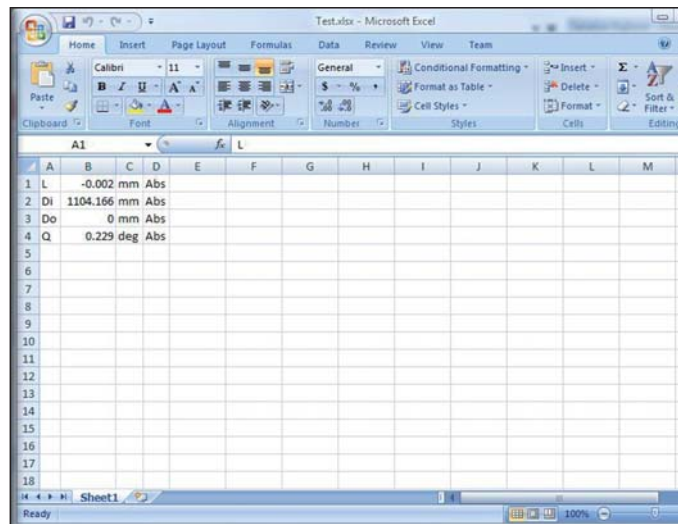 Test.xlsx - Microsoft Excel
Home Insert Page Layout Formulas Data Review View Team
Paste
Calibri 11
B I U A A
A
General
$ % ,
Conditional Formatting
Format as Table
Cell Styles
Insert
Delete
Format
Σ
Sort &
Filter
Clipboard Font Alignment Number Styles Cells Editing
A1 fx L
A B C D E F G H I J K L M
1 L -0.002 mm Abs
2 Di 1104.166 mm Abs
3 Do 0 mm Abs
4 Q 0.229 deg Abs
5
6
7
8
9
10
11
12
13
14
15
16
17
18
Sheet1
Ready 100%